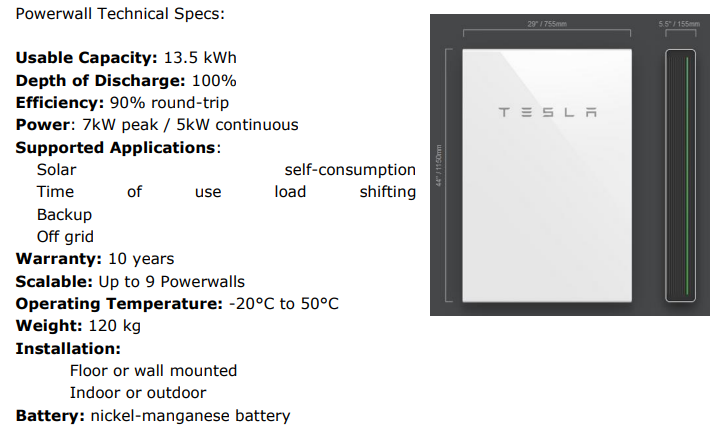 Powerwall Technical Specs:
Usable Capacity: 13.5 kWh
Depth of Discharge: 100%
Efficiency: 90% round-trip
Power: 7kW peak / 5kW continuous
Supported Applications:
Solar self-consumption
Time of use load shifting
Backup
Off grid
Warranty: 10 years
Scalable: Up to 9 Powerwalls
Operating Temperature: -20°C to 50°C
Weight: 120 kg
Installation:
Floor or wall mounted
Indoor or outdoor
Battery: nickel-manganese battery
29" / 755mm
5.5" / 155mm
44" / 1150mm
TESLA